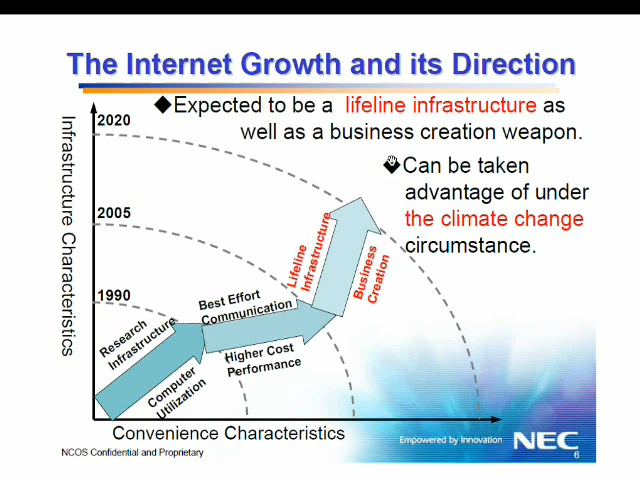 The Internet Growth and its Direction
◆Expected to be a lifeline infrastructure as
well as a business creation weapon.
◆Can be taken
advantage of under
the climate change
circumstance.
Infrastructure Characteristics
2020
2005
1990
Research
Infrastructure
Computer
Utilization
Best Effort
Communication
Higher Cost
Performance
Lifeline
Infrastructure
Business
Creation
Convenience Characteristics
NCOS Confidential and Proprietary
Empowered by Innovation
NEC
6